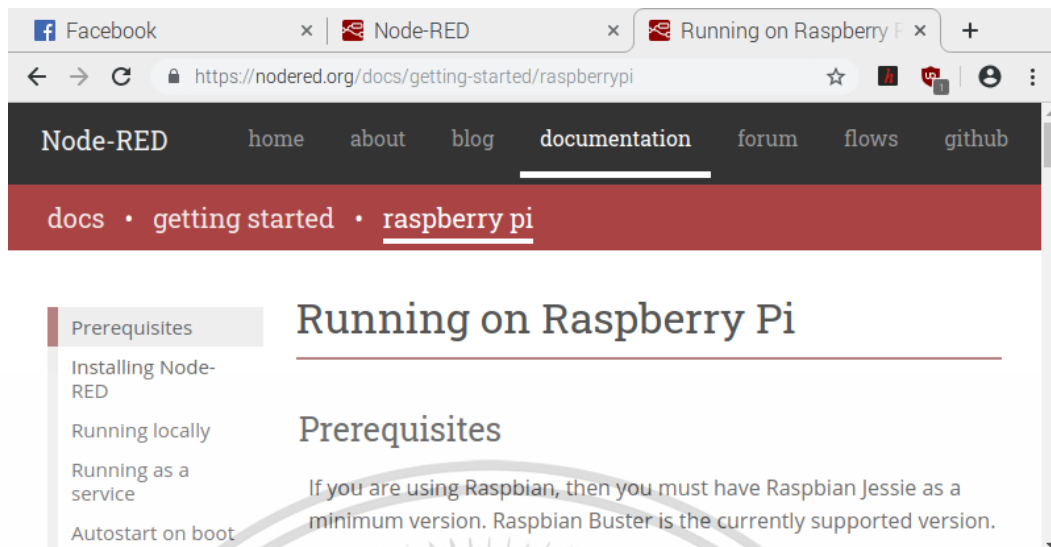 Facebook
Node-RED
Running on Raspberry
https://nodered.org/docs/getting-started/raspberrypi
h
1
Node-RED home about blog documentation forum flows github
docs • getting started • raspberry pi
Prerequisites
Installing Node-
RED
Running locally
Running as a
service
Autostart on boot
Running on Raspberry Pi
Prerequisites
If you are using Raspbian, then you must have Raspbian Jessie as a
minimum version. Raspbian Buster is the currently supported version.